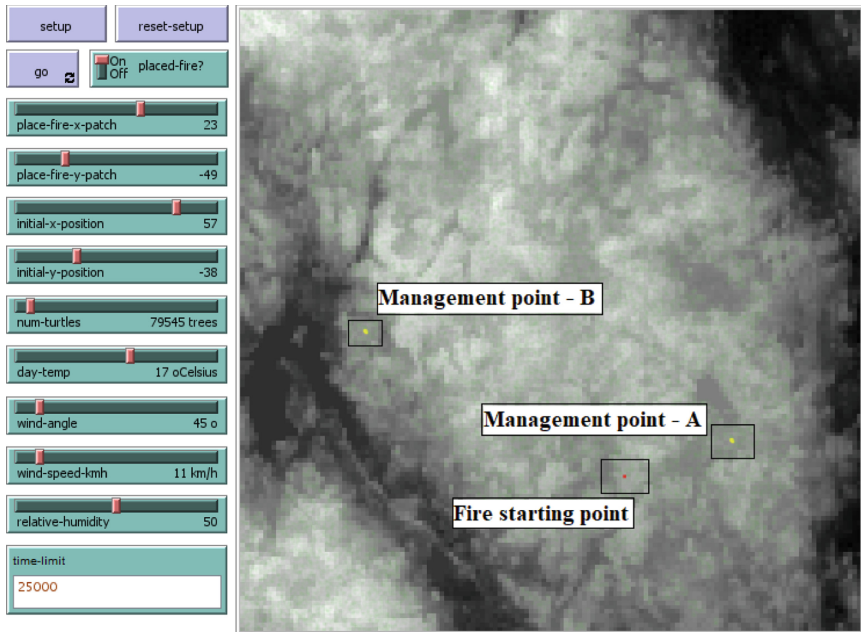 setup
reset-setup
go
On
Off
placed-fire?
place-fire-x-patch 23
place-fire-y-patch -49
initial-x-position 57
initial-y-position -38
num-turtles 79545 trees
day-temp 17 oCelsius
wind-angle 45 o
wind-speed-kmh 11 km/h
relative-humidity 50
time-limit
25000
Management point - B
Management point - A
Fire starting point